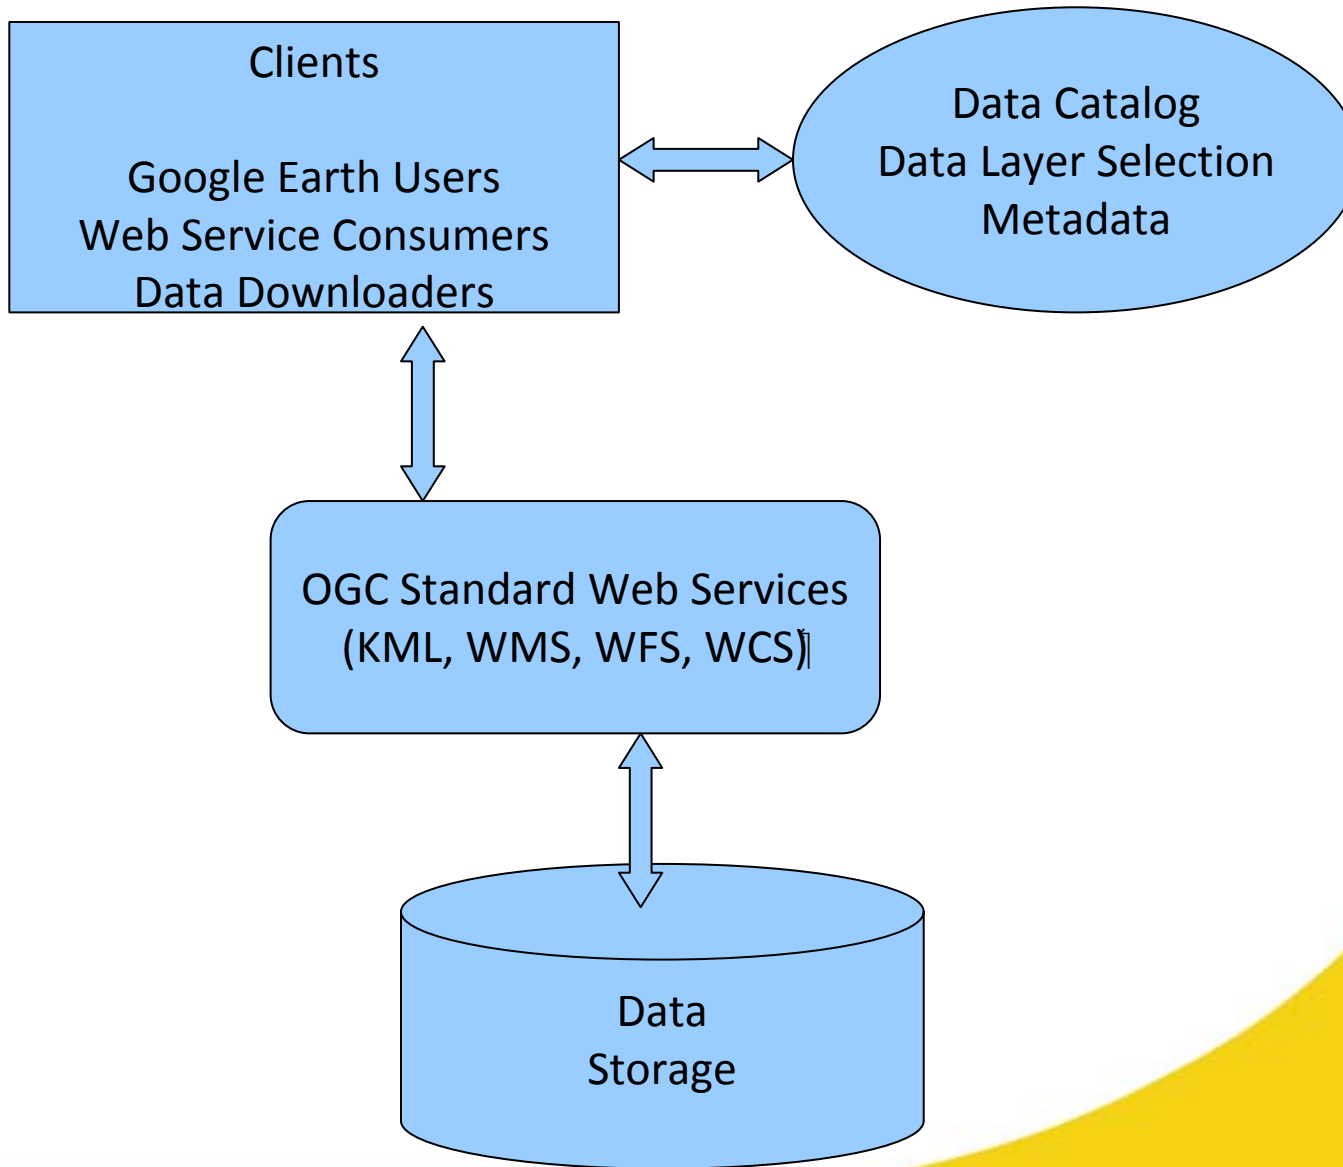 Clients
Google Earth Users
Web Service Consumers
Data Downloaders
Data Catalog
Data Layer Selection
Metadata
OGC Standard Web Services
(KML, WMS, WFS, WCS)
Data
Storage